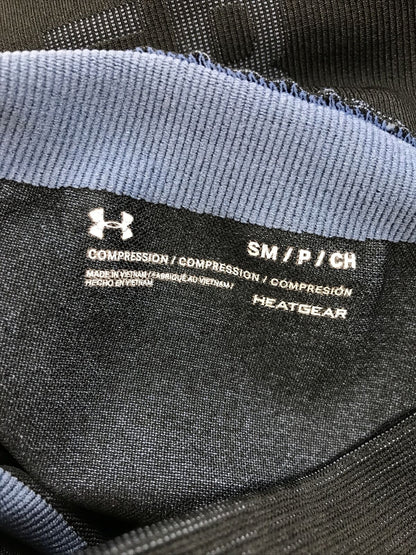 SM / P / CH
COMPRESSION / COMPRESSION / COMPRESIÓN
MADE IN VIETNAM / FABRIQUÉ AU VIETNAM /
HECHO EN VIETNAM
HEATGEAR